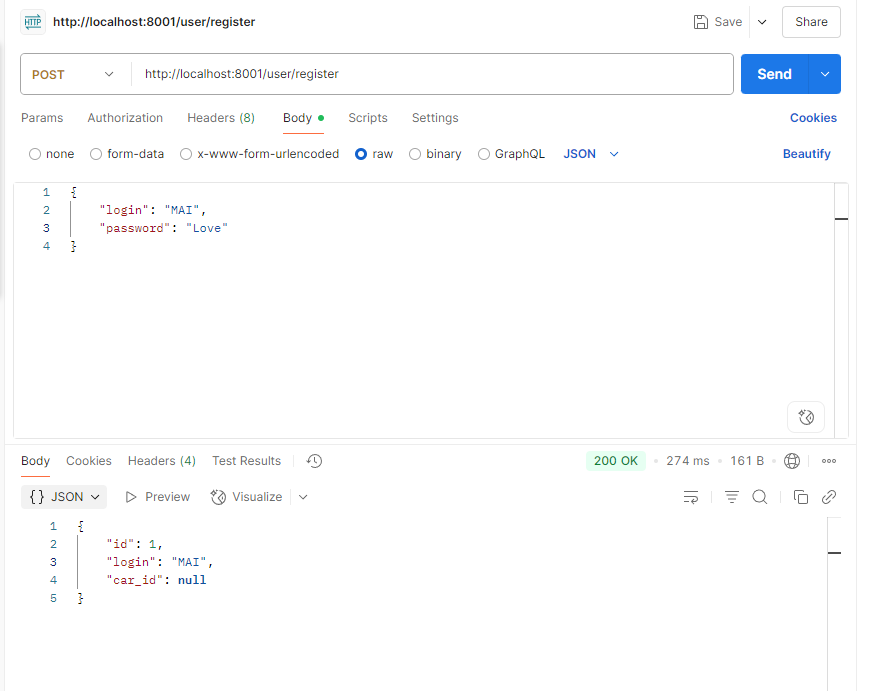 HTTP http://localhost:8001/user/register Save Share
POST http://localhost:8001/user/register Send
Params Authorization Headers (8) Body Scripts Settings Cookies
none form-data x-www-form-urlencoded raw binary GraphQL JSON Beautify
1 {
2 "login": "MAI",
3 "password": "Love"
4 }
Body Cookies Headers (4) Test Results 200 OK 274 ms 161 B
{} JSON Preview Visualize
1 {
2 "id": 1,
3 "login": "MAI",
4 "car_id": null
5 }